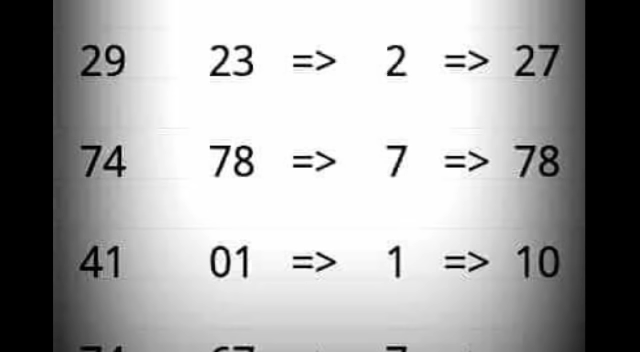 29 23 => 2 => 27
74 78 => 7 => 78
41 01 => 1 => 10